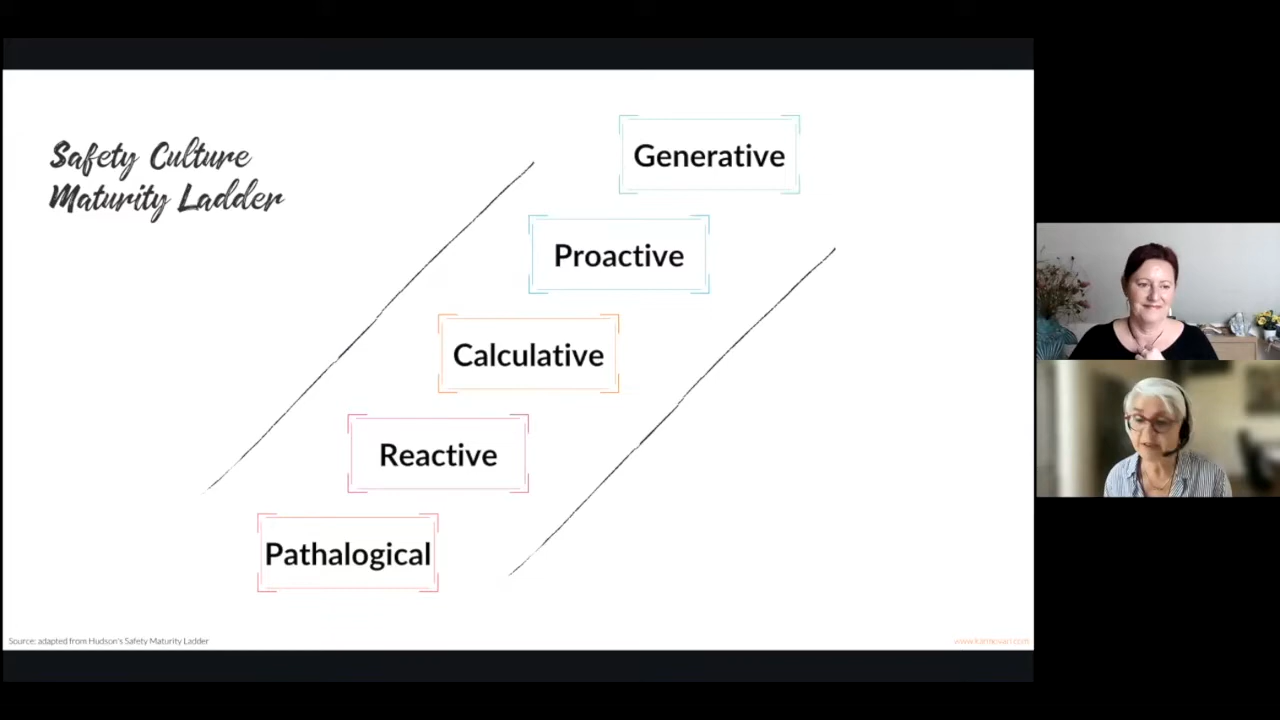 Safety Culture
Maturity Ladder
Generative
Proactive
Calculative
Reactive
Pathalogical
Source: adapted from Hudson's Safety Maturity Ladder